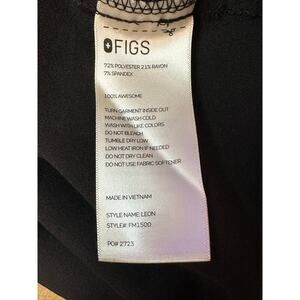 FIGS
72% POLYESTER 21% RAYON
7% SPANDEX
100% AWESOME
TURN GARMENT INSIDE OUT
MACHINE WASH COLD
WASH WITH LIKE COLORS
DO NOT BLEACH
TUMBLE DRY LOW
LOW HEAT IRON IF NEEDED
DO NOT DRY CLEAN
DO NOT USE FABRIC SOFTENER
MADE IN VIETNAM
STYLE NAME: LEON
STYLE#: FM1500
PO# 2723